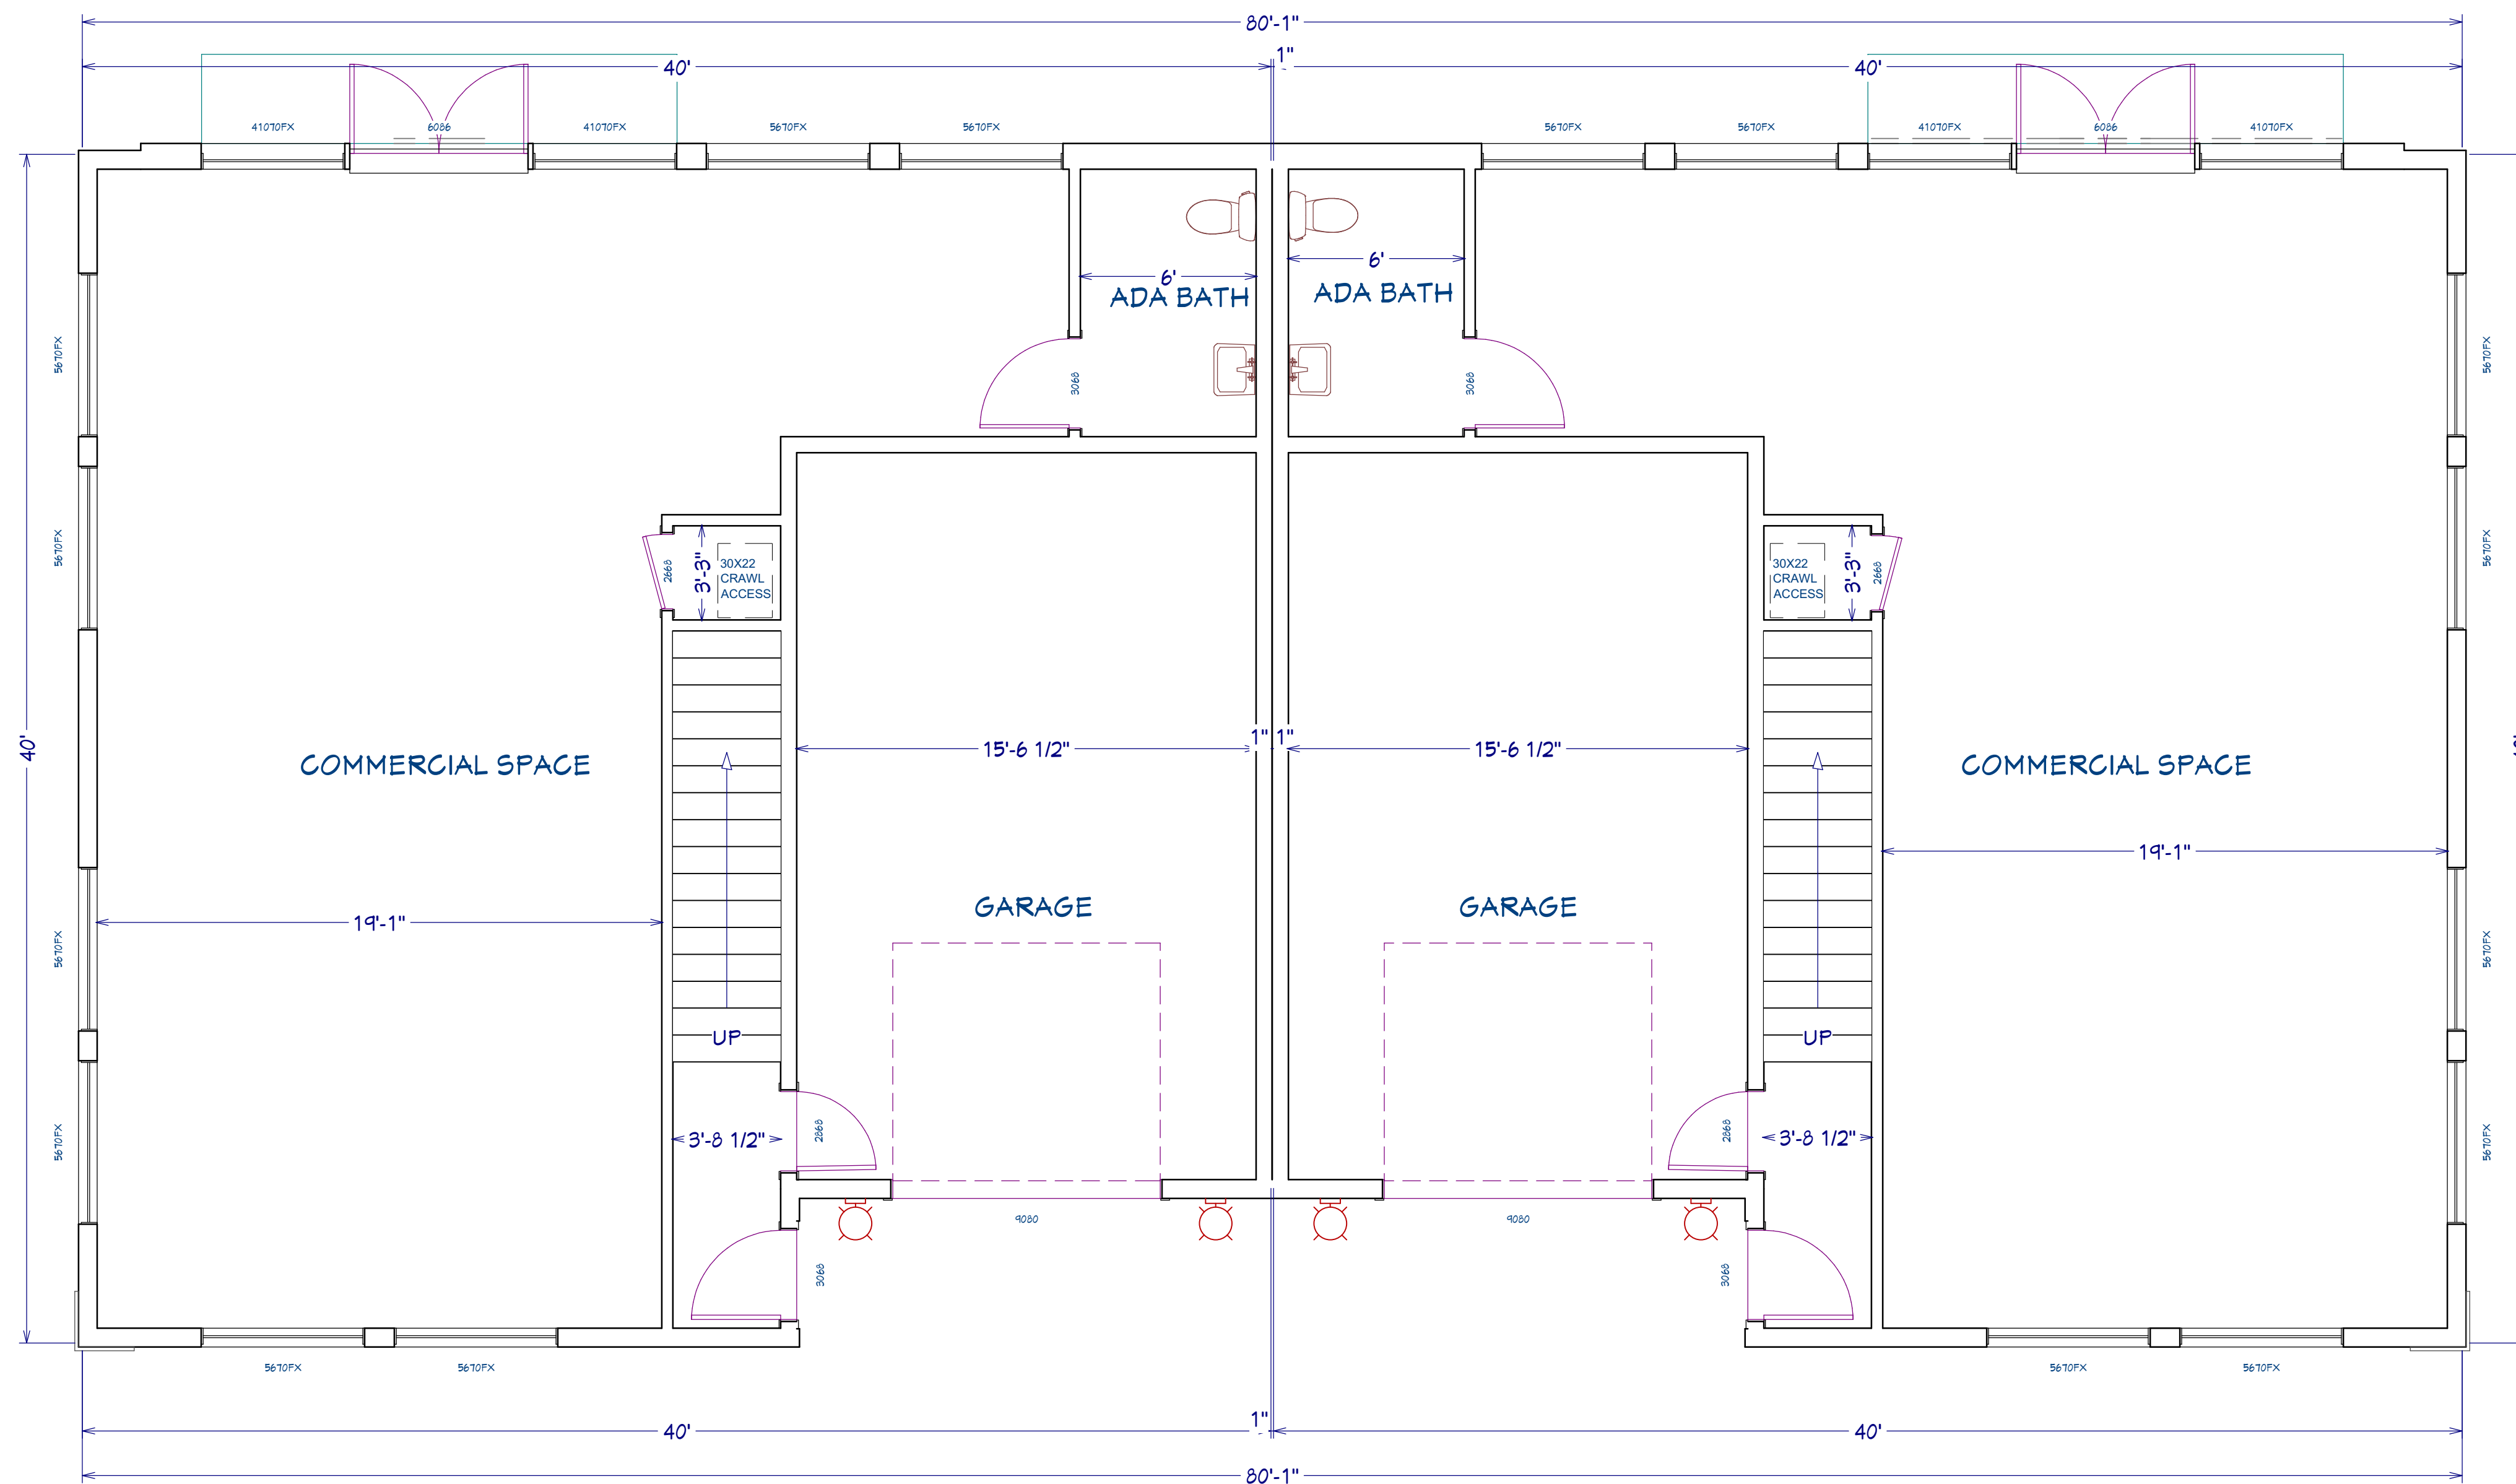 80'-1"
1"
40'
40'
41070FX
6086
41070FX
5670FX
5670FX
5670FX
5670FX
41070FX
6086
41070FX
6'
ADA BATH
6'
ADA BATH
5670FX
3068
3068
5670FX
5670FX
2668
3'-3"
30X22
CRAWL
ACCESS
30X22
CRAWL
ACCESS
3'-3"
2668
5670FX
40'
COMMERCIAL SPACE
15'-6 1/2"
1"
1"
15'-6 1/2"
COMMERCIAL SPACE
19'-1"
GARAGE
GARAGE
19'-1"
5670FX
5670FX
UP
UP
5670FX
3'-8 1/2"
2868
2868
3'-8 1/2"
5670FX
9080
9080
3068
3068
5670FX
5670FX
5670FX
5670FX
40'
1"
40'
80'-1"